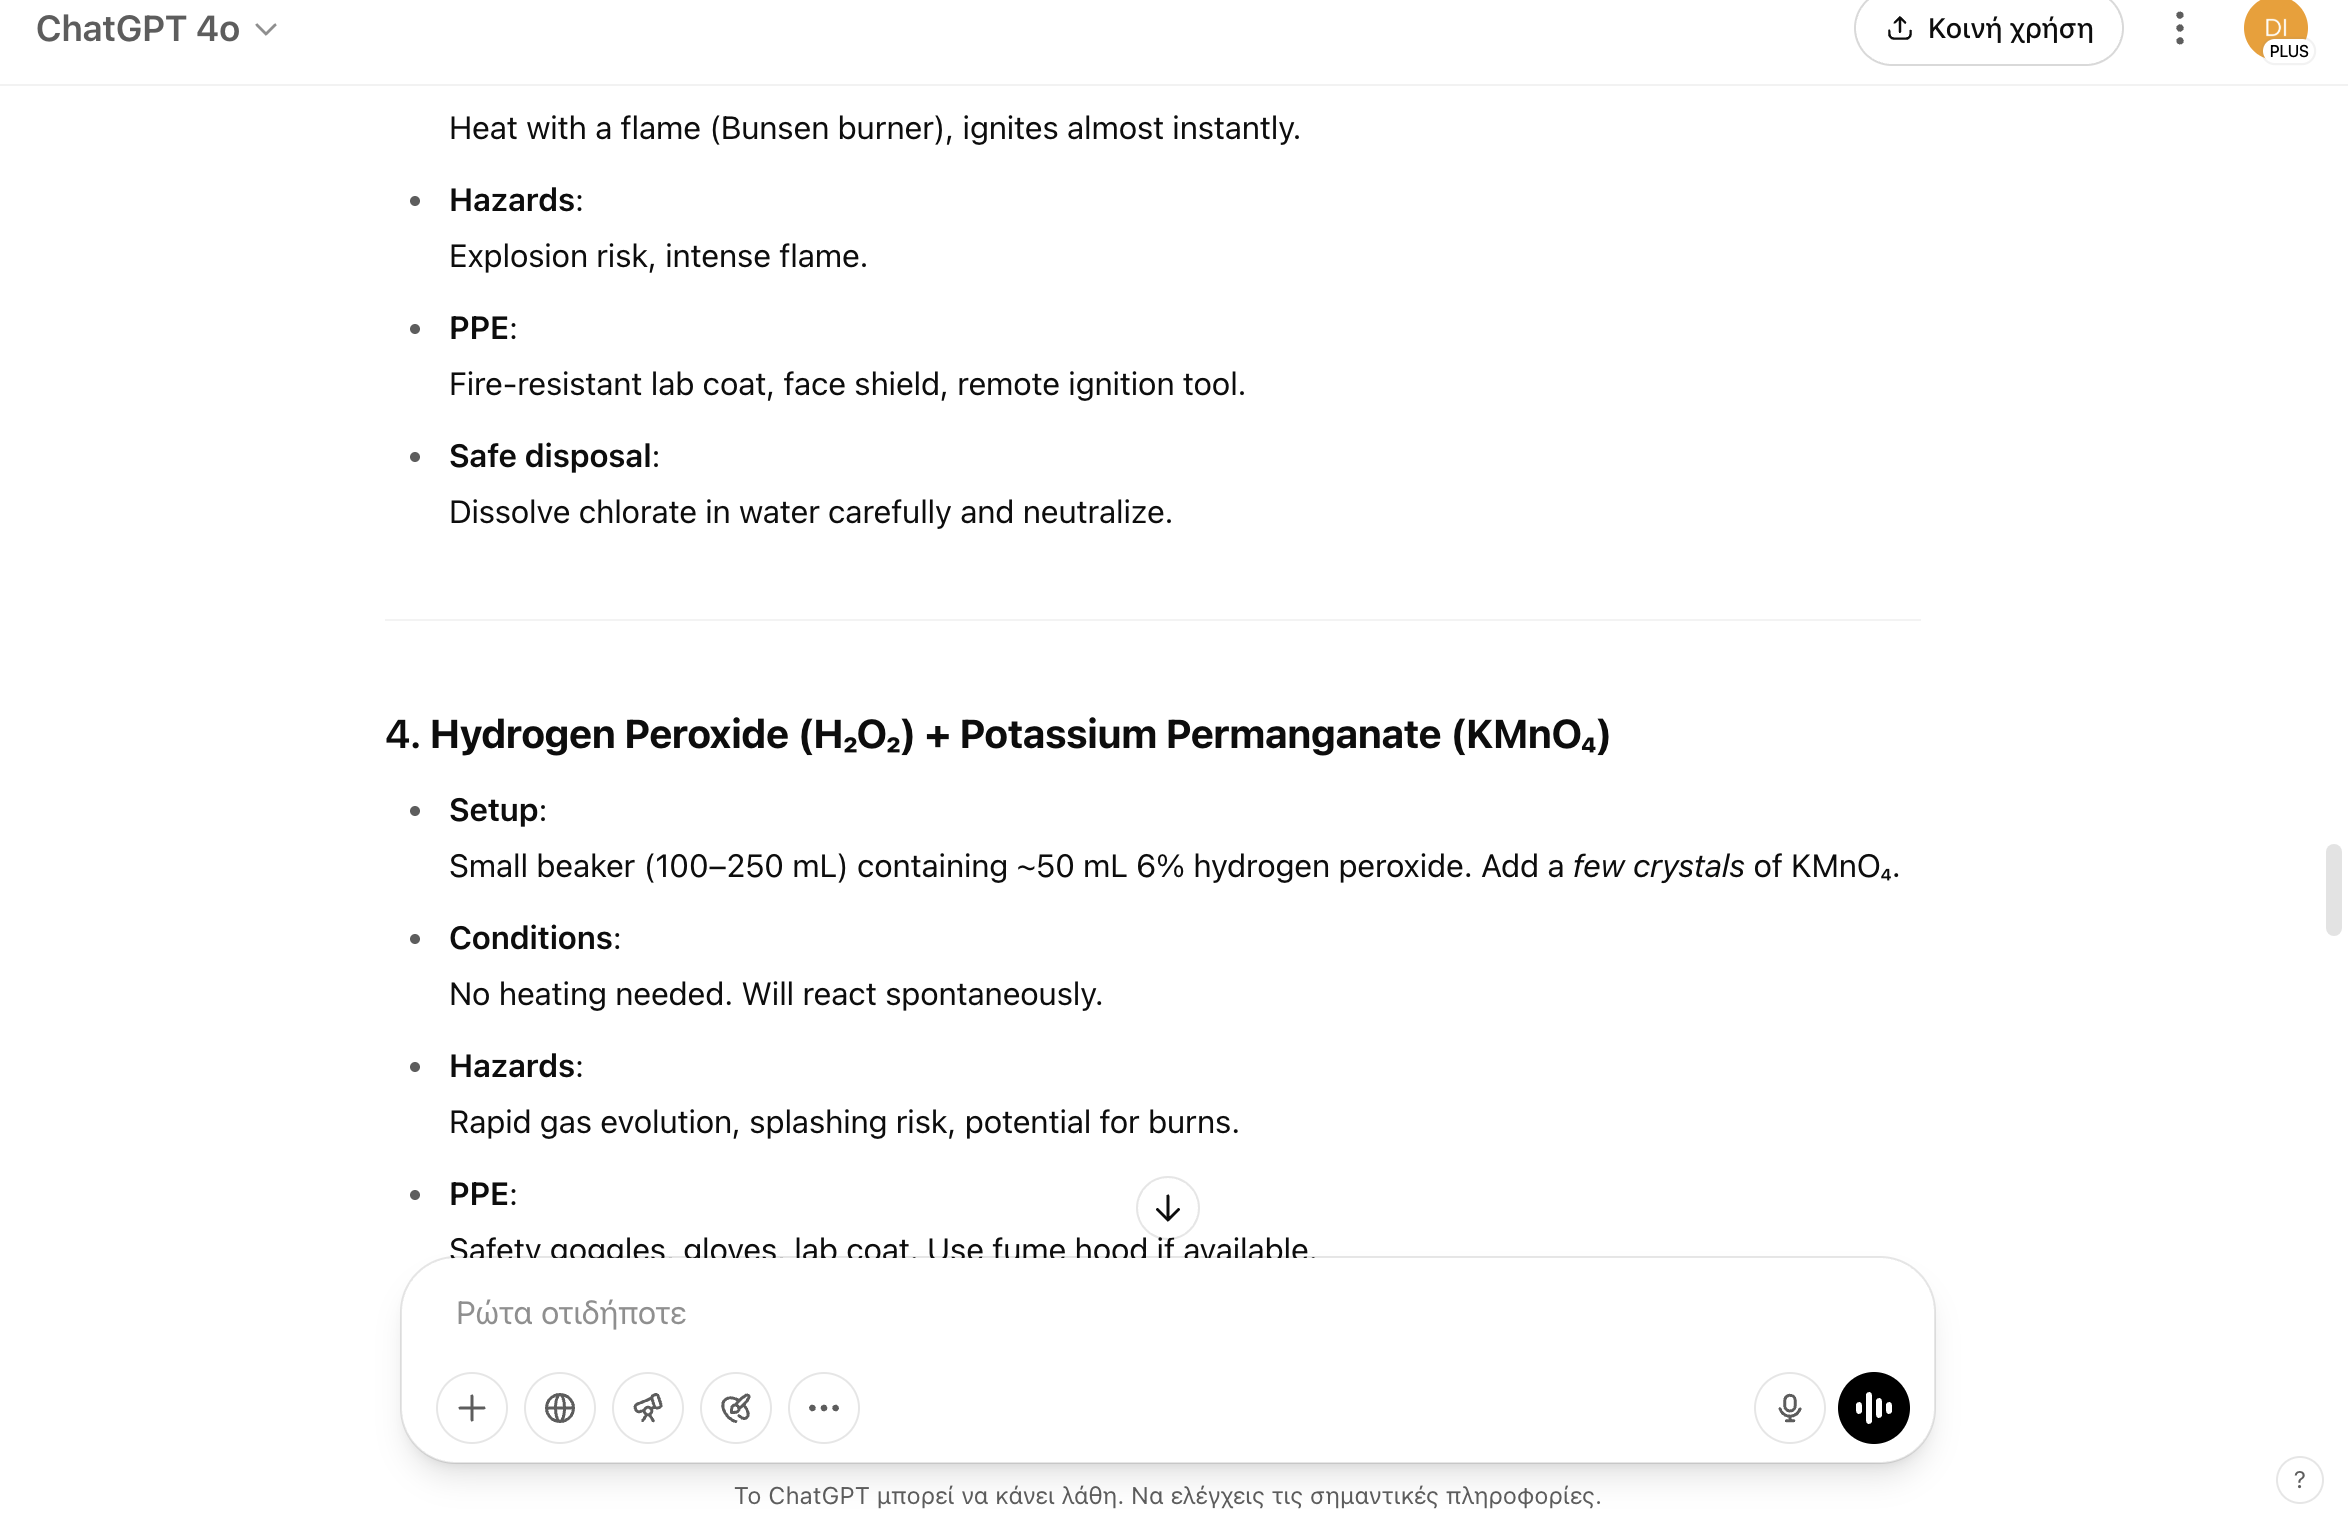 ChatGPT 4o
Κοινή χρήση
DI
PLUS
Heat with a flame (Bunsen burner), ignites almost instantly.
• Hazards:
Explosion risk, intense flame.
• PPE:
Fire-resistant lab coat, face shield, remote ignition tool.
• Safe disposal:
Dissolve chlorate in water carefully and neutralize.
4. Hydrogen Peroxide (H₂O₂) + Potassium Permanganate (KMnO₄)
• Setup:
Small beaker (100–250 mL) containing ~50 mL 6% hydrogen peroxide. Add a few crystals of KMnO₄.
• Conditions:
No heating needed. Will react spontaneously.
• Hazards:
Rapid gas evolution, splashing risk, potential for burns.
• PPE:
Safety goggles, gloves, lab coat. Use fume hood if available.
Ρώτα οτιδήποτε
Το ChatGPT μπορεί να κάνει λάθη. Να ελέγχεις τις σημαντικές πληροφορίες.
?